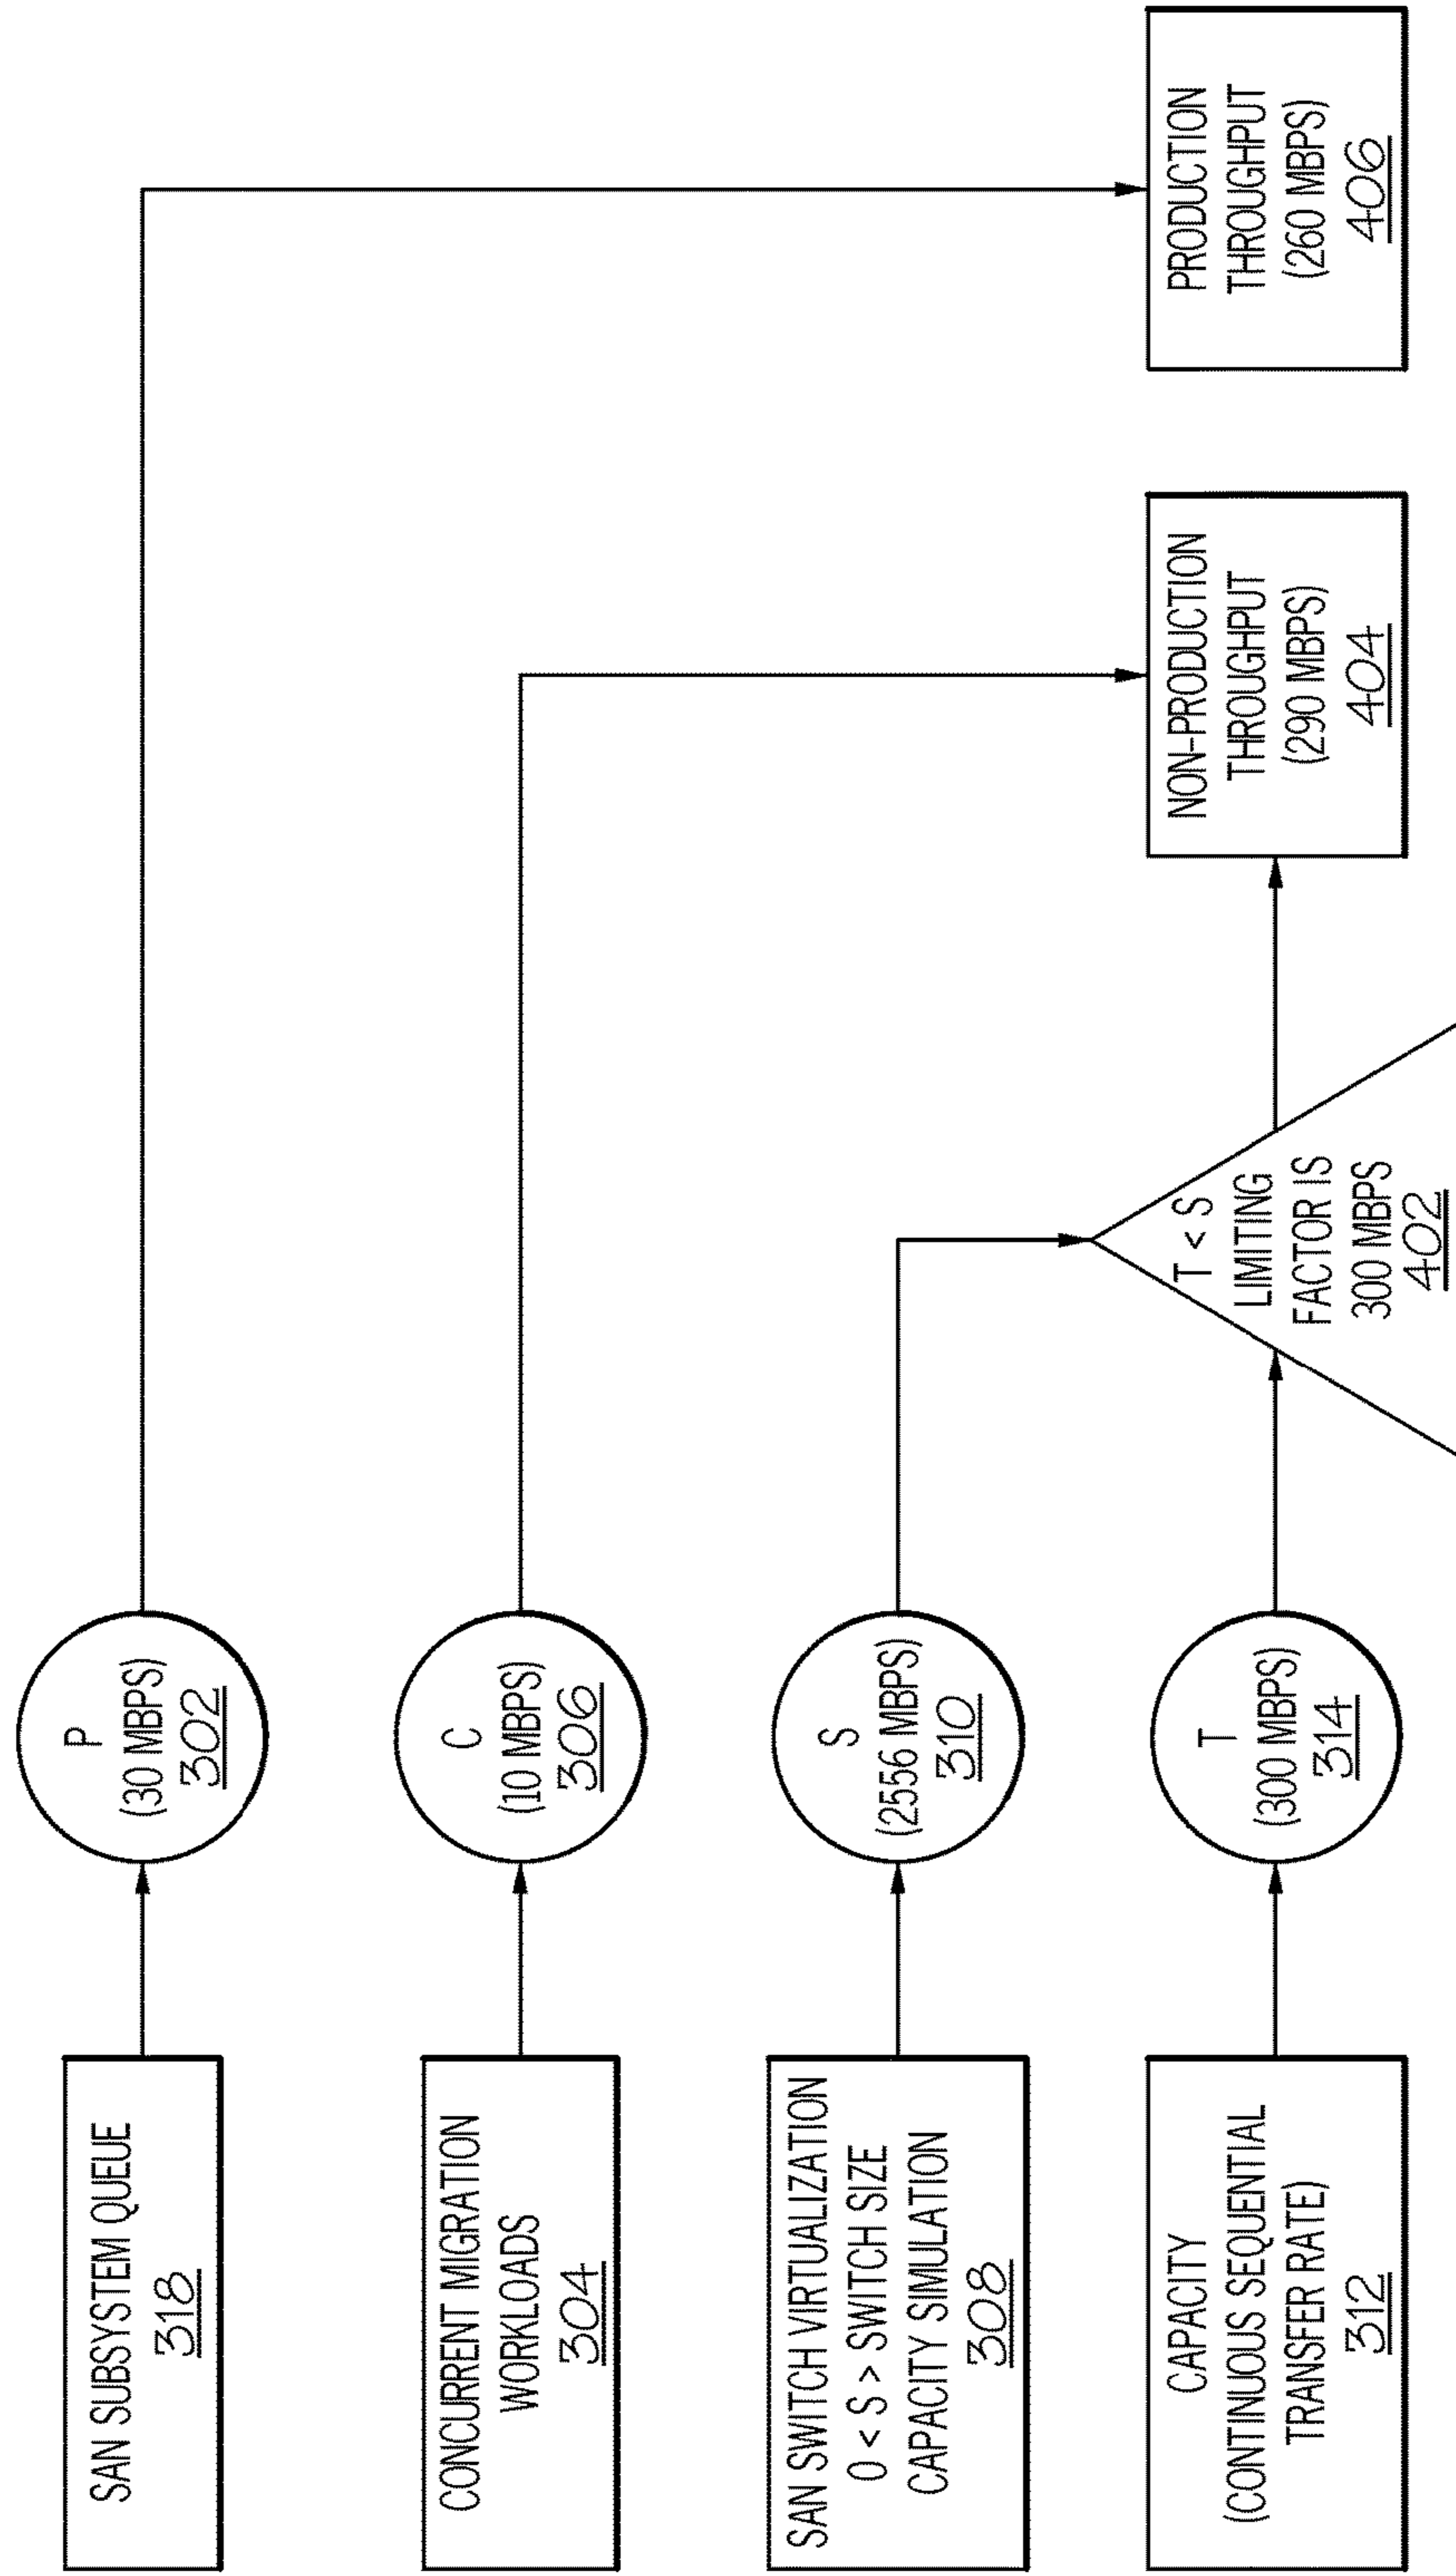 SAN SUBSYSTEM QUEUE
318
P
(30 MBPS)
302
CONCURRENT MIGRATION
WORKLOADS
304
C
(10 MBPS)
306
SAN SWITCH VIRTUALIZATION
0 < S > SWITCH SIZE
CAPACITY SIMULATION
308
S
(2556 MBPS)
310
CAPACITY
(CONTINUOUS SEQUENTIAL
TRANSFER RATE)
312
T
(300 MBPS)
314
T < S
LIMITING
FACTOR IS
300 MBPS
402
NON-PRODUCTION
THROUGHPUT
(290 MBPS)
404
PRODUCTION
THROUGHPUT
(260 MBPS)
406